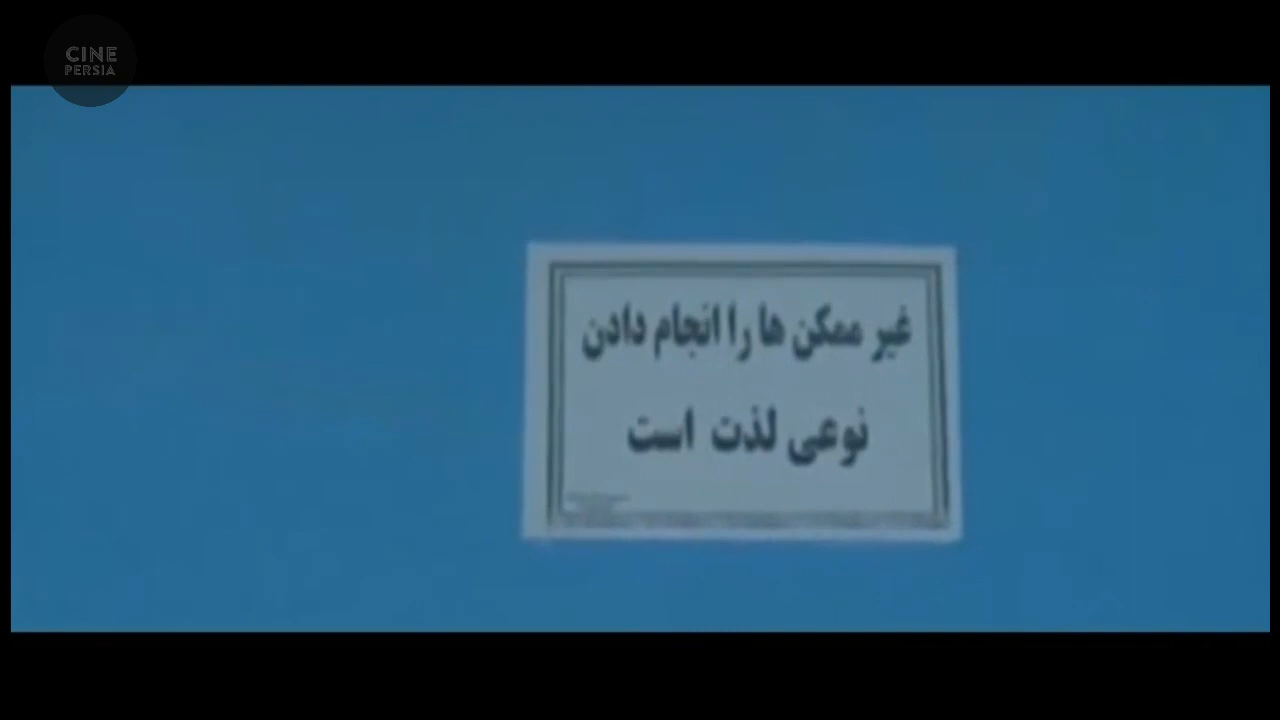 CINE
PERSIA
غیر ممکن ها را انجام دادن
نوعی لذت است